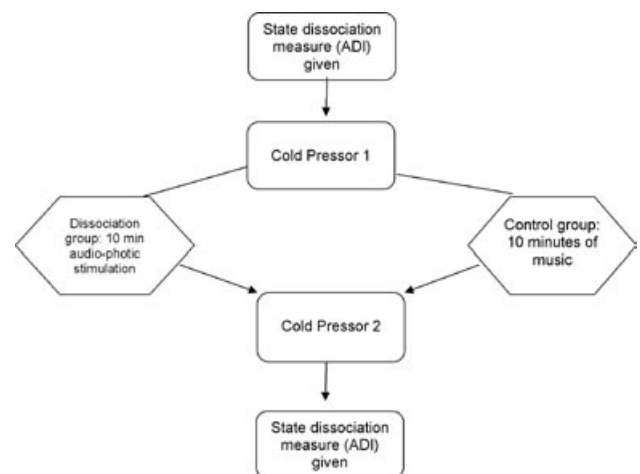 State dissociation
measure (ADI)
given
Cold Pressor 1
Dissociation
group: 10 min
audio-photic
stimulation
Control group:
10 minutes of
music
Cold Pressor 2
State dissociation
measure (ADI)
given